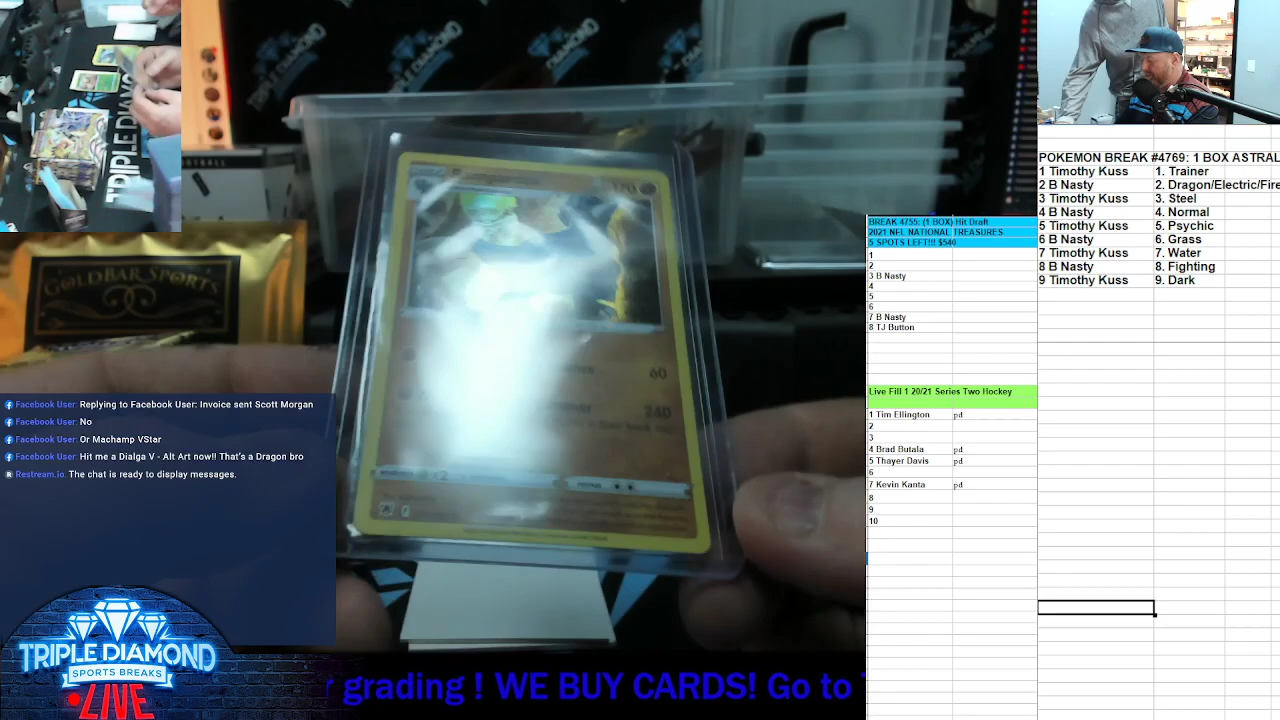 DIAMOND
DIAMOND
DIAMOND
TRIPLE DIAMOND
GOLDBAR SPORTS
170
60
240
x2
Facebook User: Replying to Facebook User: Invoice sent Scott Morgan
Facebook User: No
Facebook User: Or Machamp VStar
Facebook User: Hit me a Dialga V - Alt Art now!! That's a Dragon bro
Restream.io: The chat is ready to display messages.
TRIPLE DIAMOND
SPORTS BREAKS
LIVE
grading ! WE BUY CARDS! Go to
BREAK 4755: (1 BOX) Hit Draft
2021 NFL NATIONAL TREASURES
5 SPOTS LEFT!!! $540
1
2
3 B Nasty
4
5
6
7 B Nasty
8 TJ Button
Live Fill 1 20/21 Series Two Hockey
1 Tim Ellington pd
2
3
4 Brad Butala pd
5 Thayer Davis pd
6
7 Kevin Kanta pd
8
9
10
POKEMON BREAK #4769: 1 BOX ASTRAL
1 Timothy Kuss 1. Trainer
2 B Nasty 2. Dragon/Electric/Fire
3 Timothy Kuss 3. Steel
4 B Nasty 4. Normal
5 Timothy Kuss 5. Psychic
6 B Nasty 6. Grass
7 Timothy Kuss 7. Water
8 B Nasty 8. Fighting
9 Timothy Kuss 9. Dark